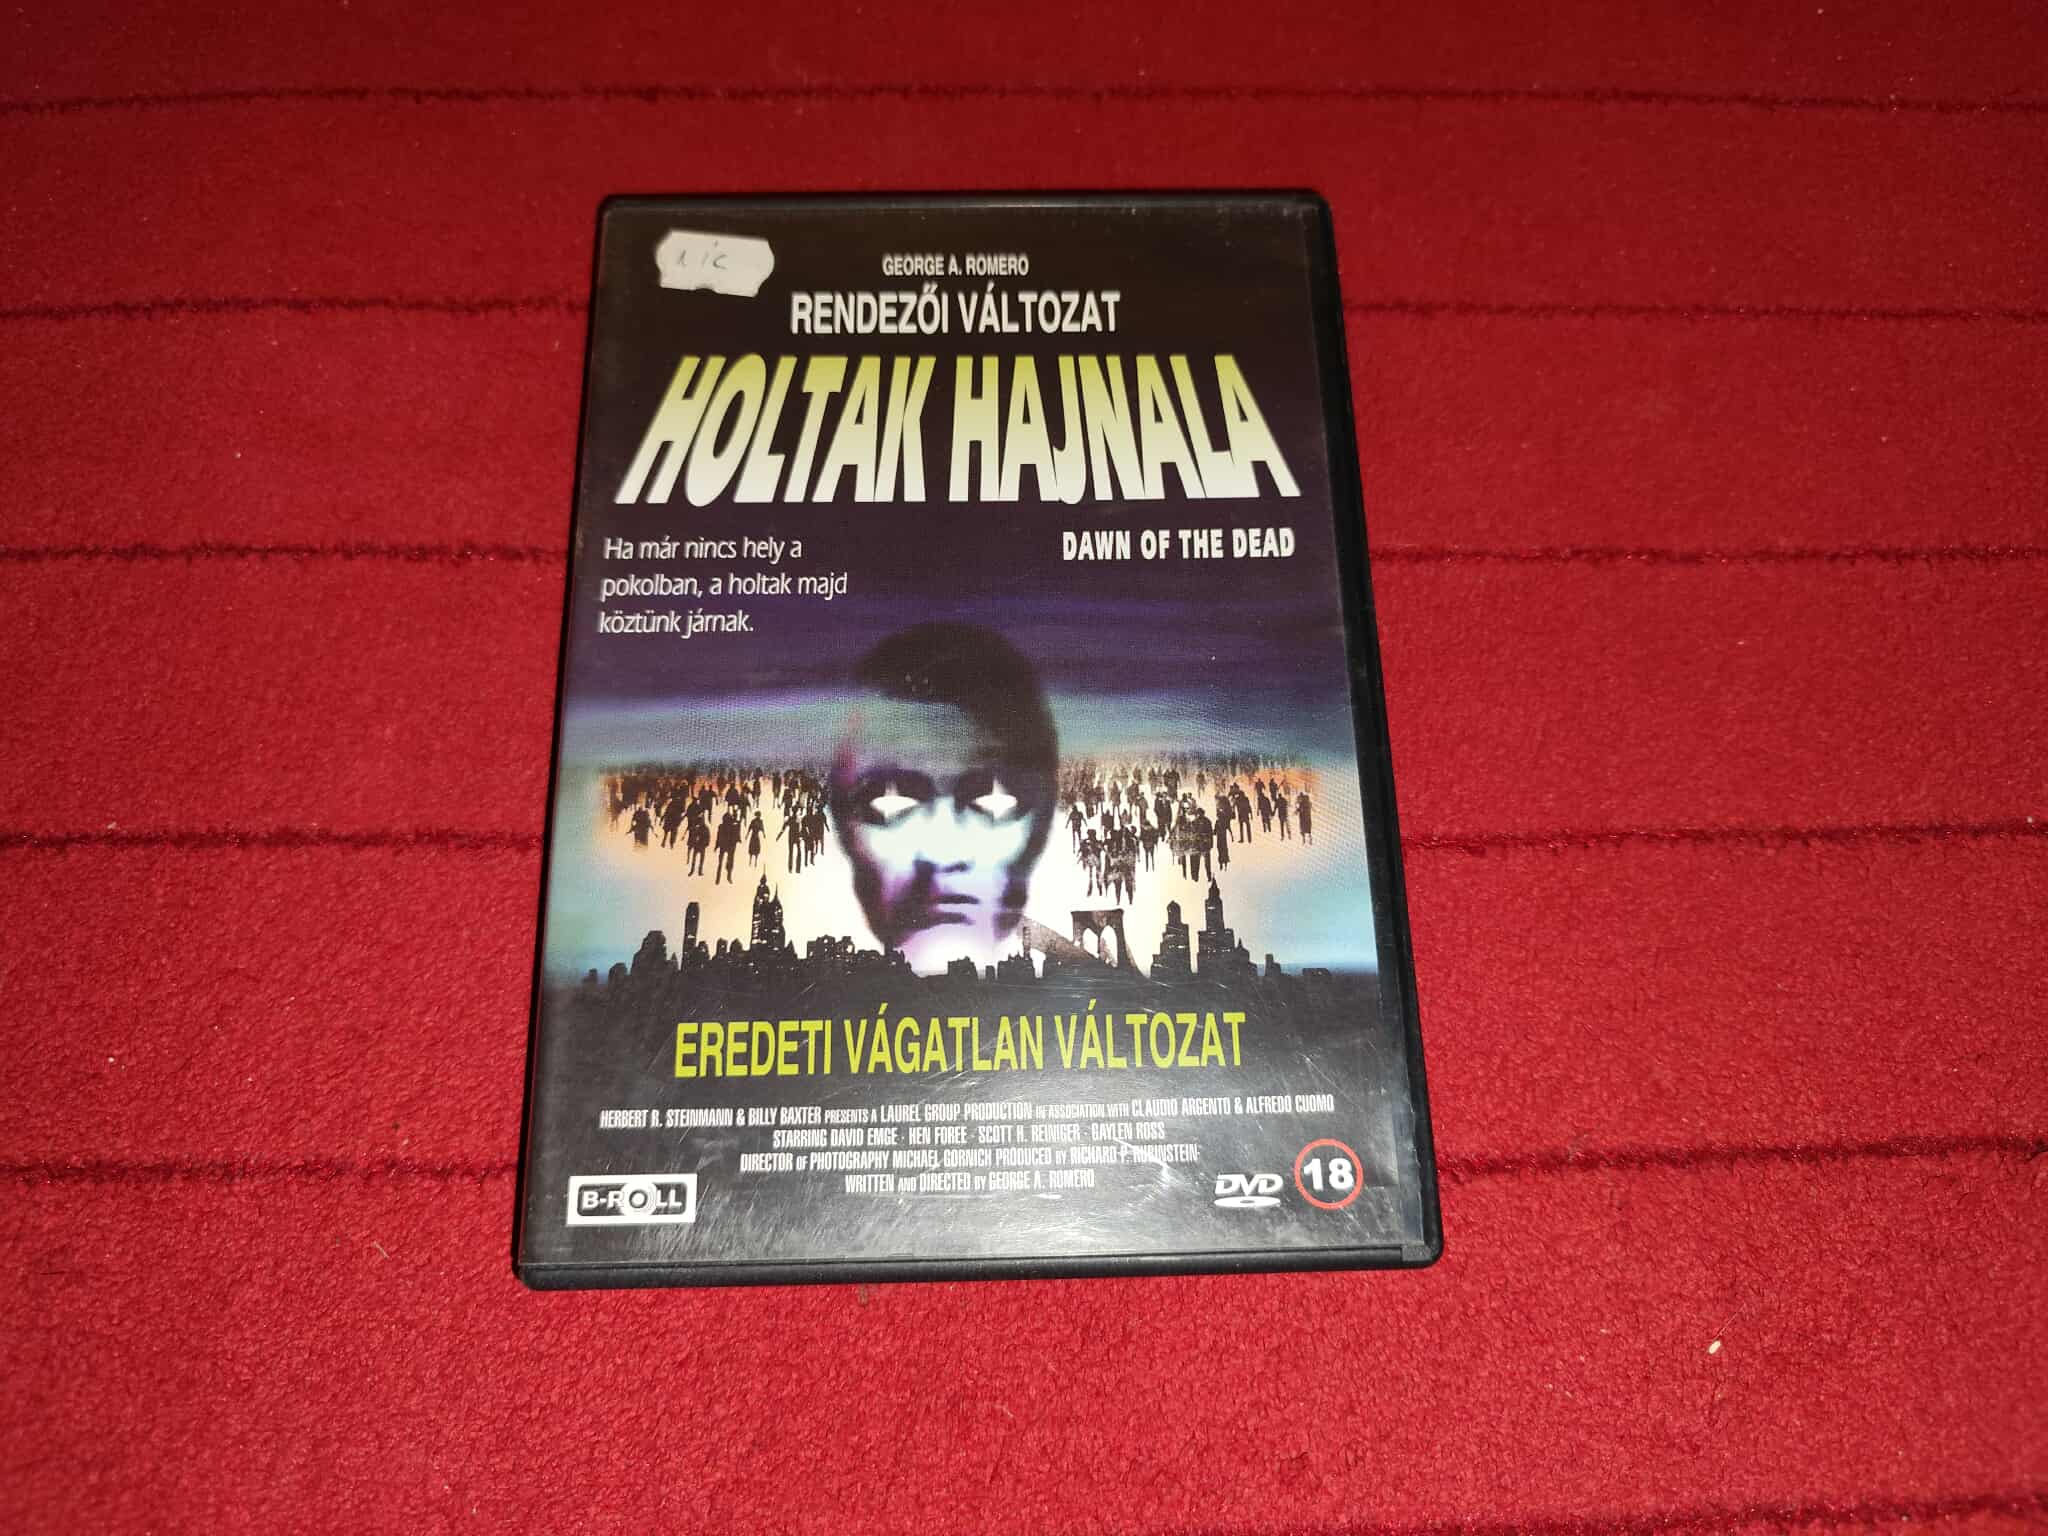 GEORGE A. ROMERO
RENDEZŐI VÁLTOZAT
HOLTAK HAJNALA
DAWN OF THE DEAD
Ha már nincs hely a
pokolban, a holtak majd
köztünk járnak.
EREDETI VÁGATLAN VÁLTOZAT
HERBERT R. STEINMANN & BILLY BAXTER PRESENTS A LAUREL GROUP PRODUCTION IN ASSOCIATION WITH CLAUDIO ARGENTO & ALFREDO CUOMO
STARRING DAVID EMGE · HEN FOREE · SCOTT H. REINIGER · GAYLEN ROSS
DIRECTOR OF PHOTOGRAPHY MICHAEL GORNICH PRODUCED BY RICHARD P. RUBINSTEIN
WRITTEN AND DIRECTED BY GEORGE A. ROMERO
B-ROLL
DVD
18